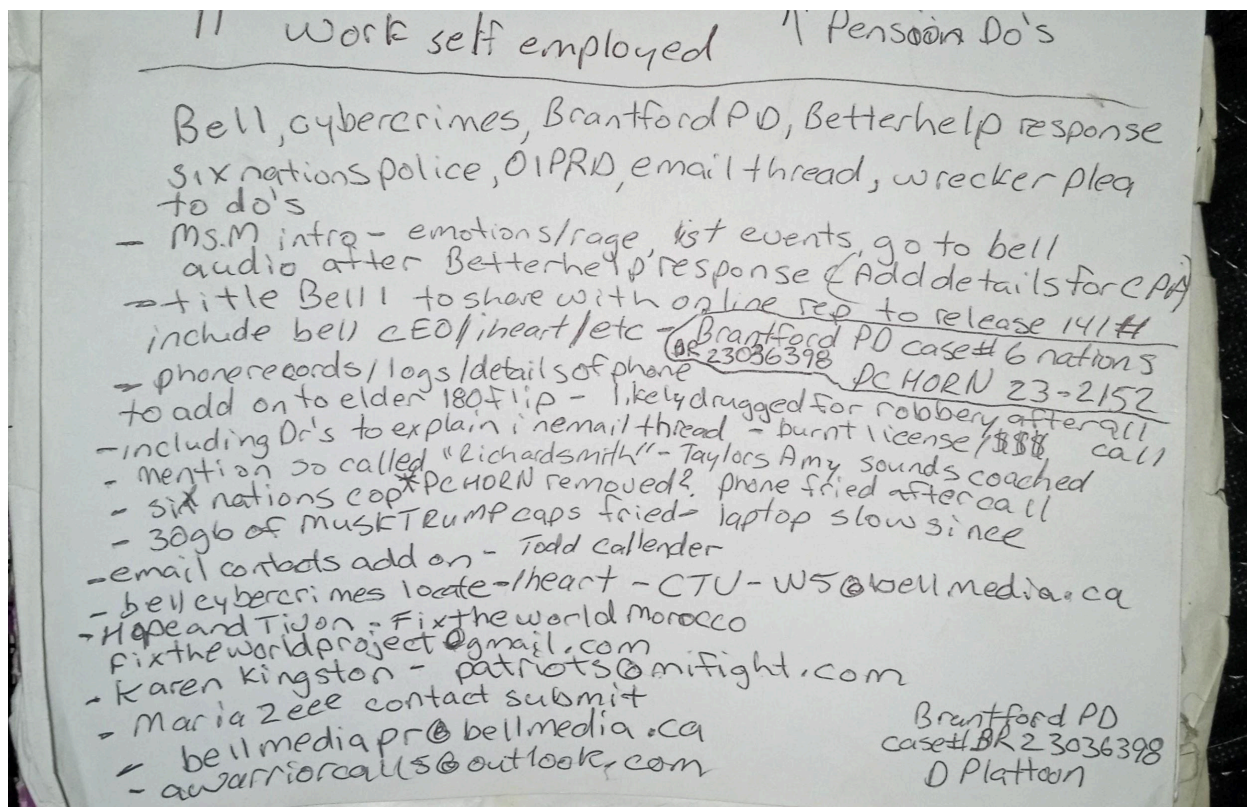 " work self employed " Pension Do's
Bell, cybercrimes, Brantford PD, Betterhelp response
six nations police, OIPRD, email thread, wrecker plea
to do's
- Ms.M intro - emotions/rage, list events, go to bell
audio after Betterhelp response (Add details for CPA)
- title Bell 1 to share with online rep to release 141#
include bell CEO/iheart/etc - Brantford PD case# 6 nations
BR 23036398 PC HORN 23-2152
- phone records/logs/details of phone
to add on to elder 180 flip - likely drugged for robbery after all
- including Dr's to explain in email thread - burnt license/$$$ call
- mention so called "Richardsmith" - Taylors Amy sounds coached
- six nations cop *PC HORN removed? phone fried after call
- 30gb of MUSKTRUMP caps fried - laptop slow since
- email contacts add on - Todd Callender
- bell cybercrimes locate - iheart - CTU - W5@bellmedia.ca
- Hope and Tivon - Fixtheworld Morocco
fixtheworldproject@gmail.com
- Karen Kingston - patriots@mifight.com
- Maria Zeee contact submit
- bellmediapr@bellmedia.ca
- awarriorcalls@outlook.com
Brantford PD
case# BR23036398
D Plattoon